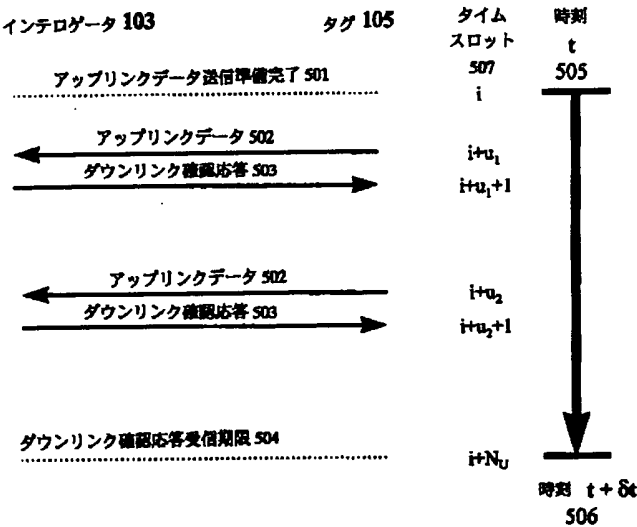 インテロゲータ 103
タグ 105
タイム
スロット
507
時刻
t
505
アップリンクデータ送信準備完了 501
i
アップリンクデータ 502
i+u₁
ダウンリンク確認応答 503
i+u₁+1
アップリンクデータ 502
i+u₂
ダウンリンク確認応答 503
i+u₂+1
ダウンリンク確認応答受信期限 504
i+N_U
時刻 t + δt
506